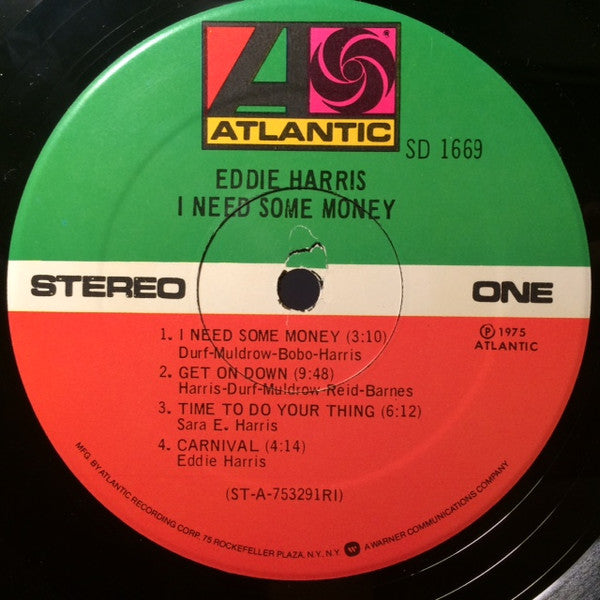 ATLANTIC
®
SD 1669
EDDIE HARRIS
I NEED SOME MONEY
STEREO ONE
1. I NEED SOME MONEY (3:10)
Durf-Muldrow-Bobo-Harris
2. GET ON DOWN (9:48)
Harris-Durf-Muldrow Reid-Barnes
3. TIME TO DO YOUR THING (6:12)
Sara E. Harris
4. CARNIVAL (4:14)
Eddie Harris
℗ 1975
ATLANTIC
(ST-A-753291RI)
MFG. BY ATLANTIC RECORDING CORP. 75 ROCKEFELLER PLAZA, N.Y. N.Y. A WARNER COMMUNICATIONS COMPANY